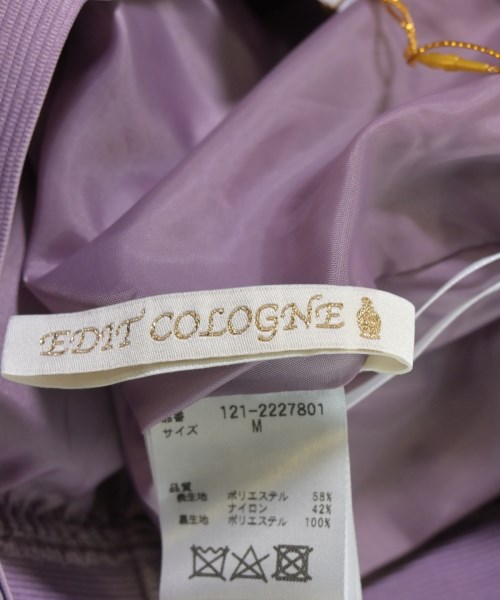 EDIT COLOGNE
品番 121-2227801
サイズ M
品質
表生地 ポリエステル 58%
ナイロン 42%
裏生地 ポリエステル 100%